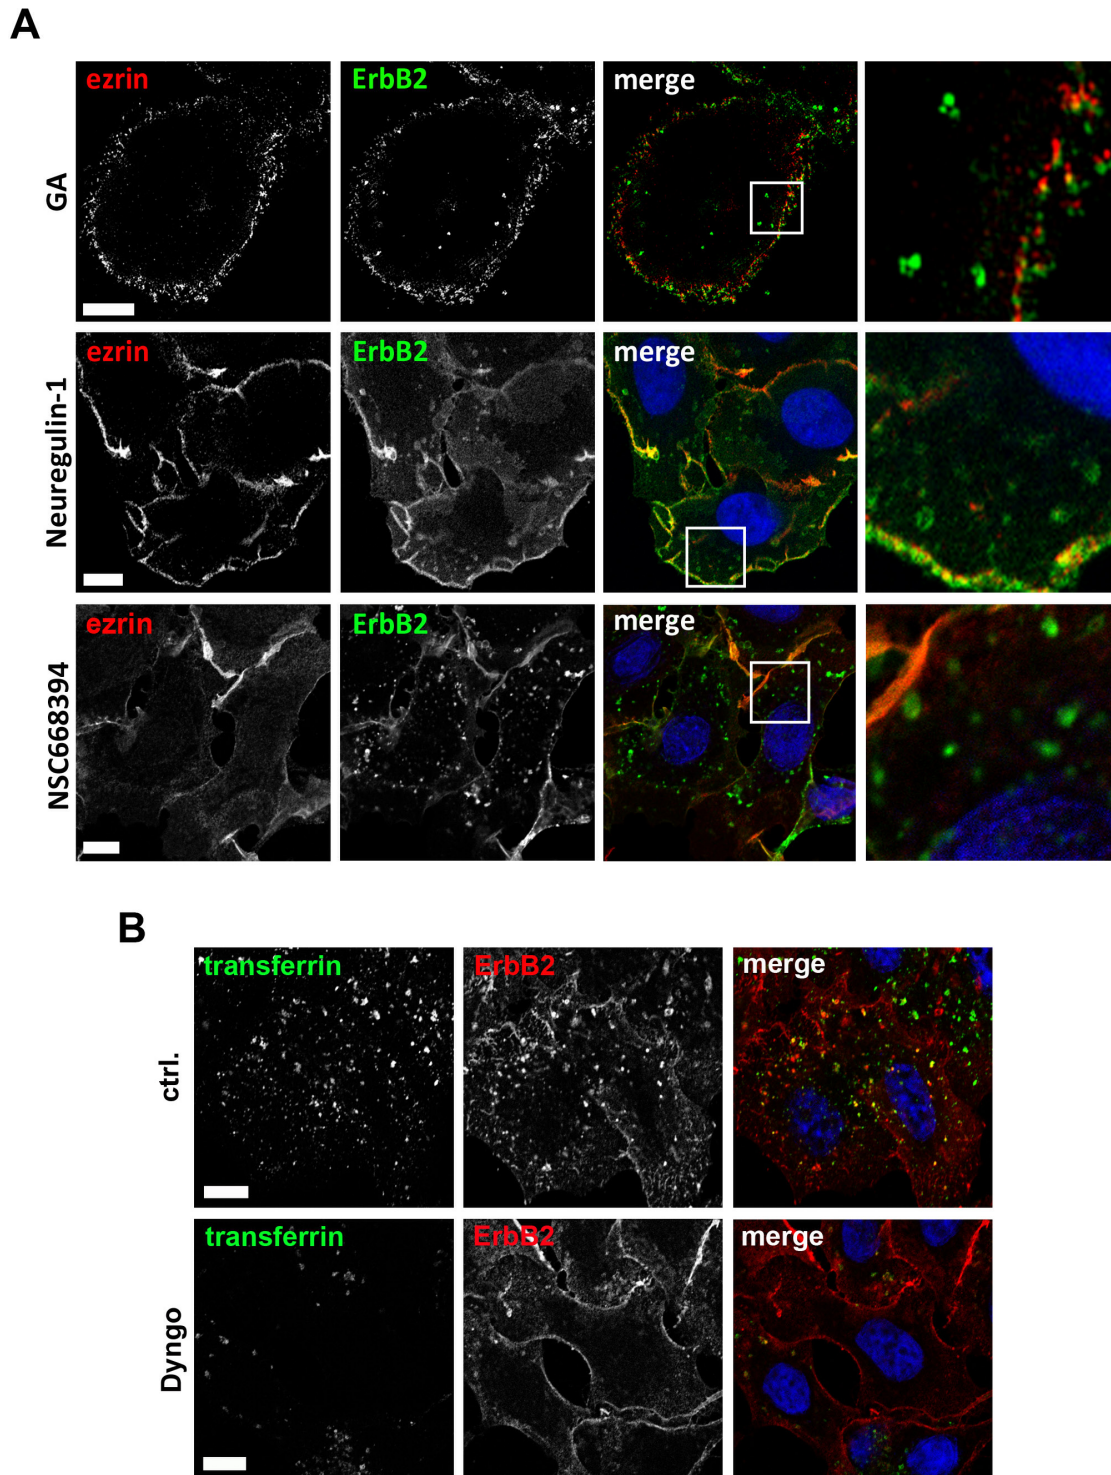 A
ezrin ErbB2 merge
GA
ezrin ErbB2 merge
Neuregulin-1
ezrin ErbB2 merge
NSC668394
B
transferrin ErbB2 merge
ctrl.
transferrin ErbB2 merge
Dyngo